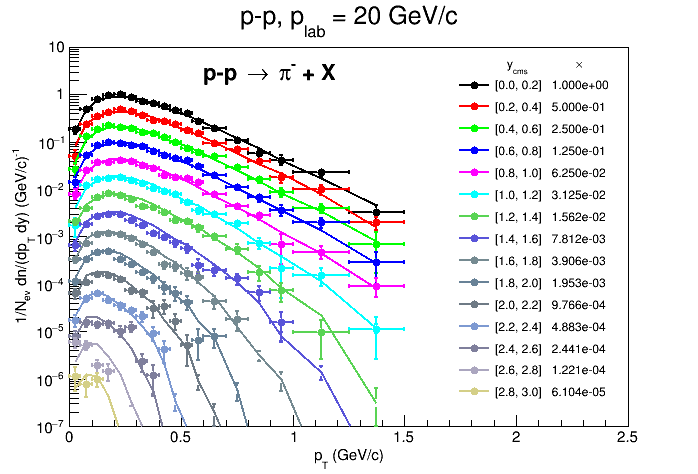 p-p, p_lab = 20 GeV/c
p-p → π⁻ + X
y_cms ×
[0.0, 0.2] 1.000e+00
[0.2, 0.4] 5.000e-01
[0.4, 0.6] 2.500e-01
[0.6, 0.8] 1.250e-01
[0.8, 1.0] 6.250e-02
[1.0, 1.2] 3.125e-02
[1.2, 1.4] 1.562e-02
[1.4, 1.6] 7.812e-03
[1.6, 1.8] 3.906e-03
[1.8, 2.0] 1.953e-03
[2.0, 2.2] 9.766e-04
[2.2, 2.4] 4.883e-04
[2.4, 2.6] 2.441e-04
[2.6, 2.8] 1.221e-04
[2.8, 3.0] 6.104e-05
1/N_ev dn/(dp_T dy) (GeV/c)⁻¹
10
1
10⁻¹
10⁻²
10⁻³
10⁻⁴
10⁻⁵
10⁻⁶
10⁻⁷
0 0.5 1 1.5 2 2.5
p_T (GeV/c)